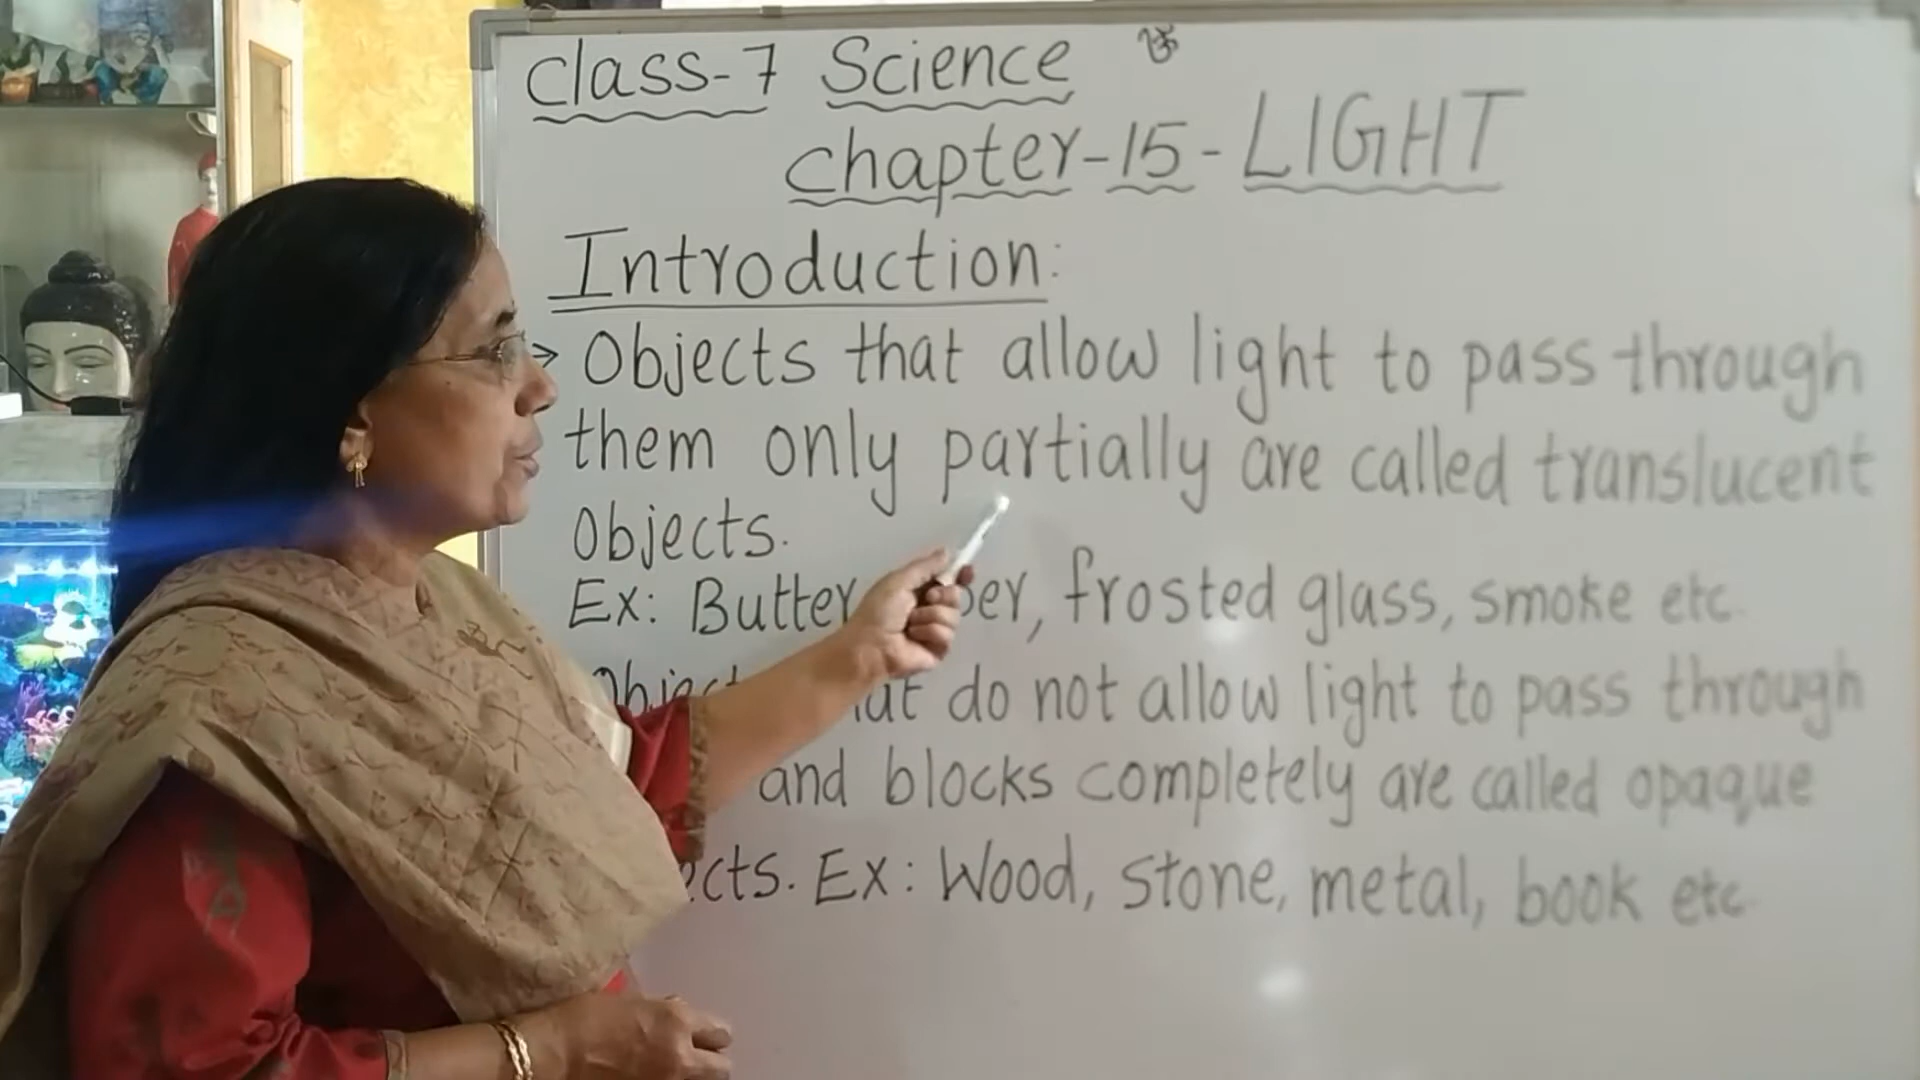 Class-7 Science ॐ
Chapter-15-LIGHT
Introduction:
→ Objects that allow light to pass through
them only partially are called translucent
Objects.
Ex: Butter per, frosted glass, smoke etc.
do not allow light to pass through
and blocks completely are called opaque
Ex: Wood, stone, metal, book etc.